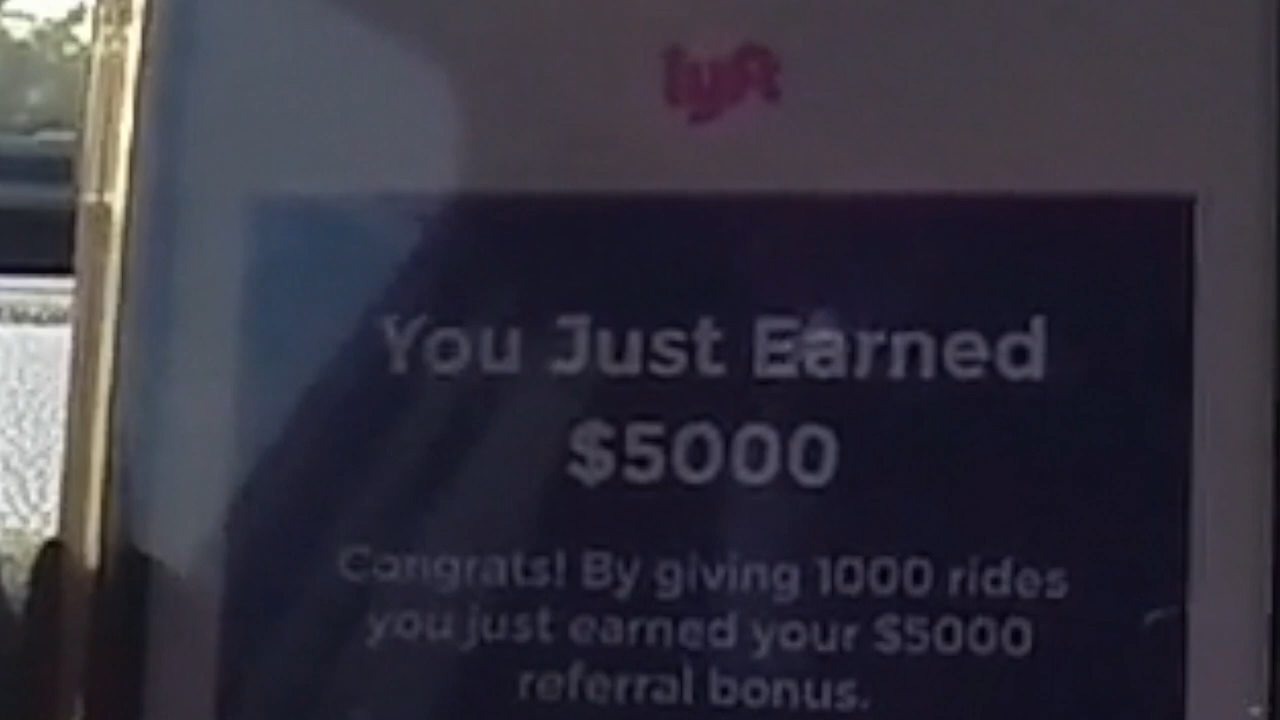 lyft
You Just Earned
$5000
Congrats! By giving 1000 rides
you just earned your $5000
referral bonus.